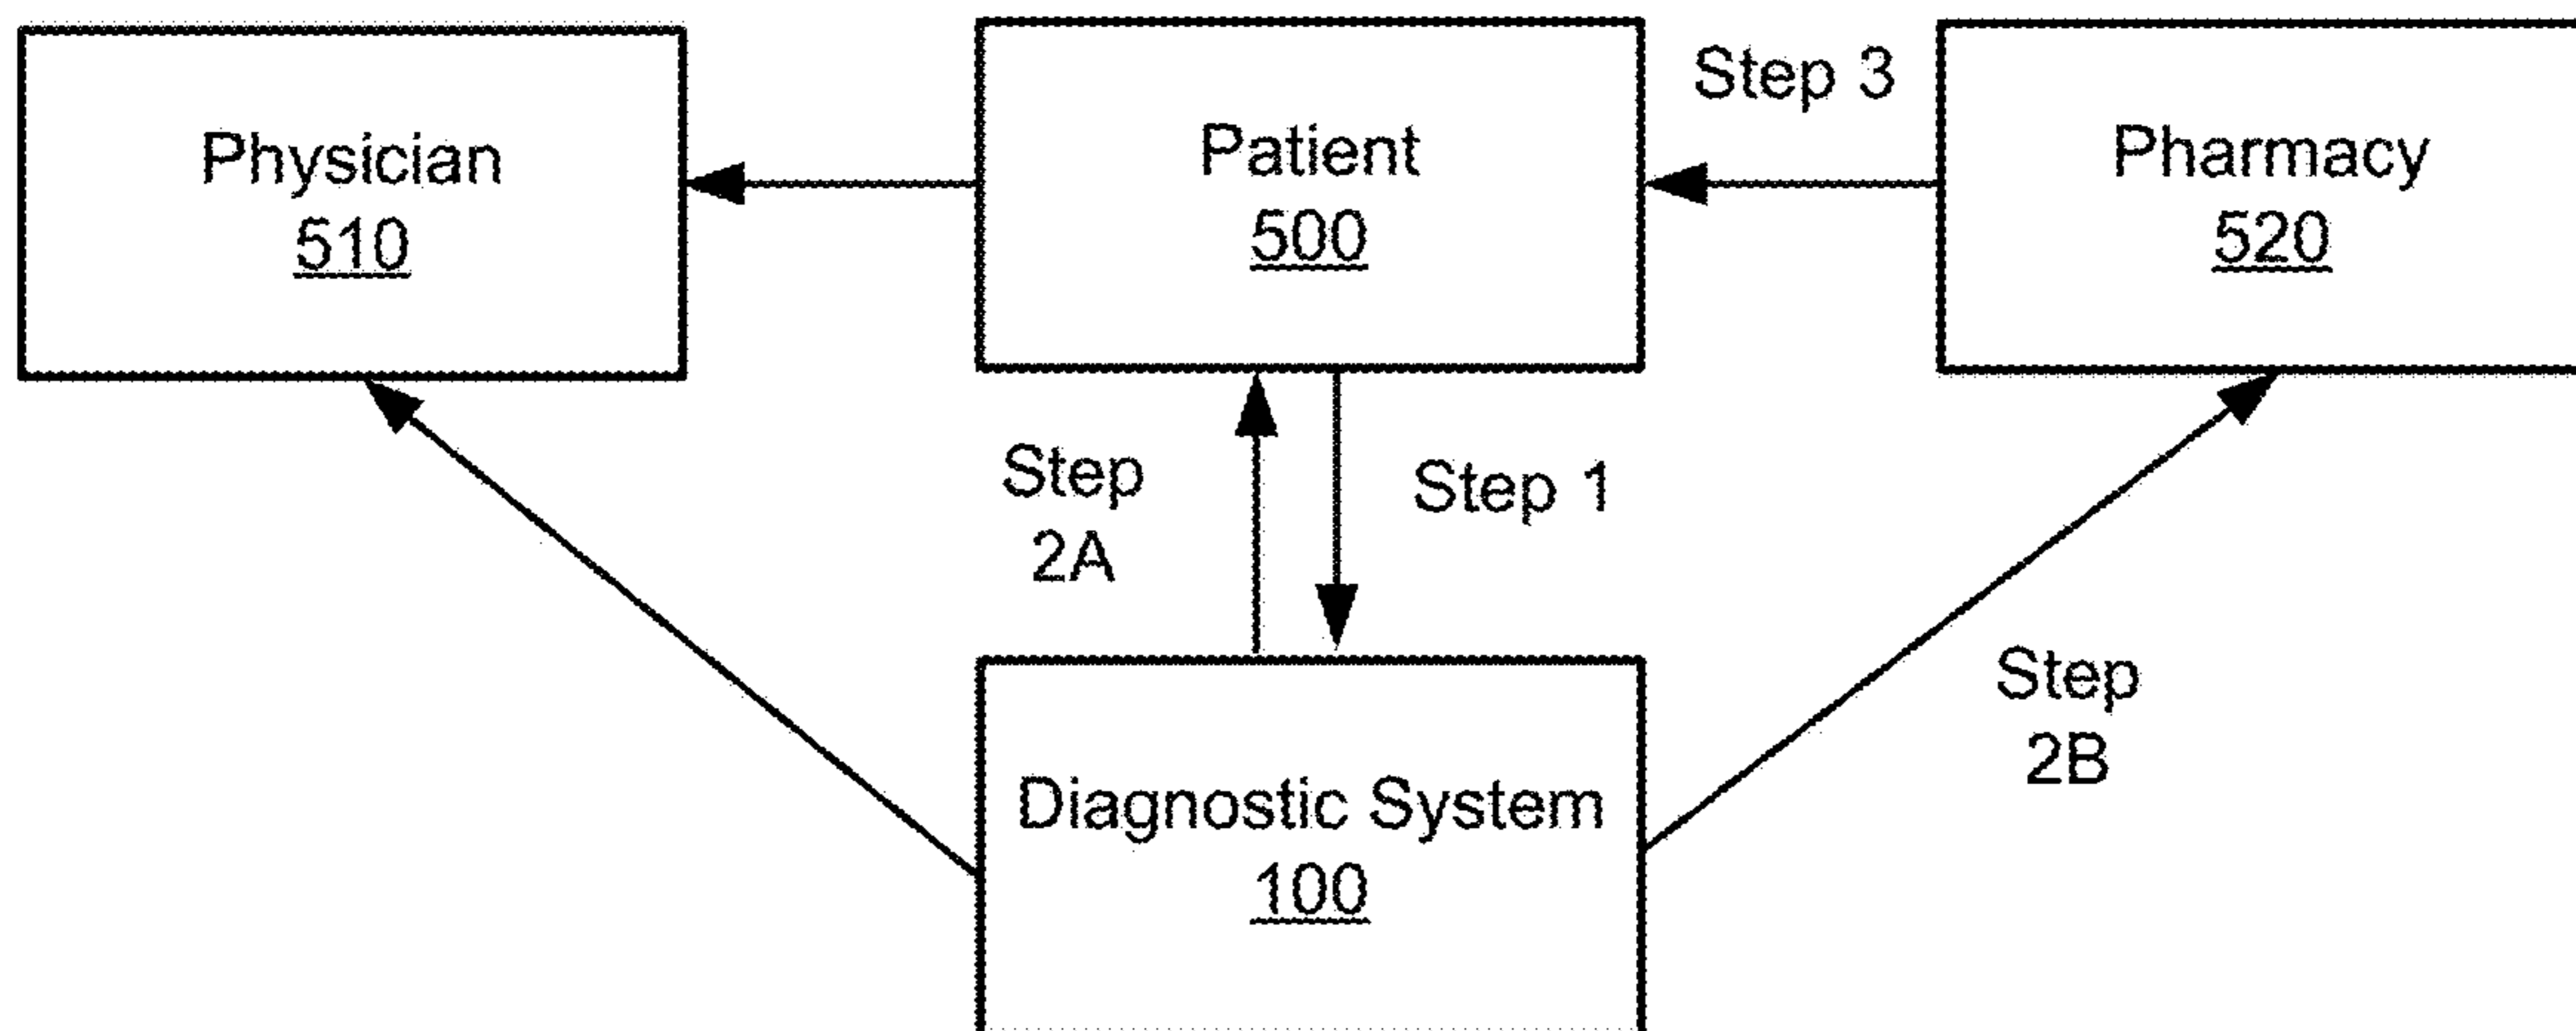 Physician
510
Patient
500
Step 3
Pharmacy
520
Step
2A
Step 1
Step
2B
Diagnostic System
100